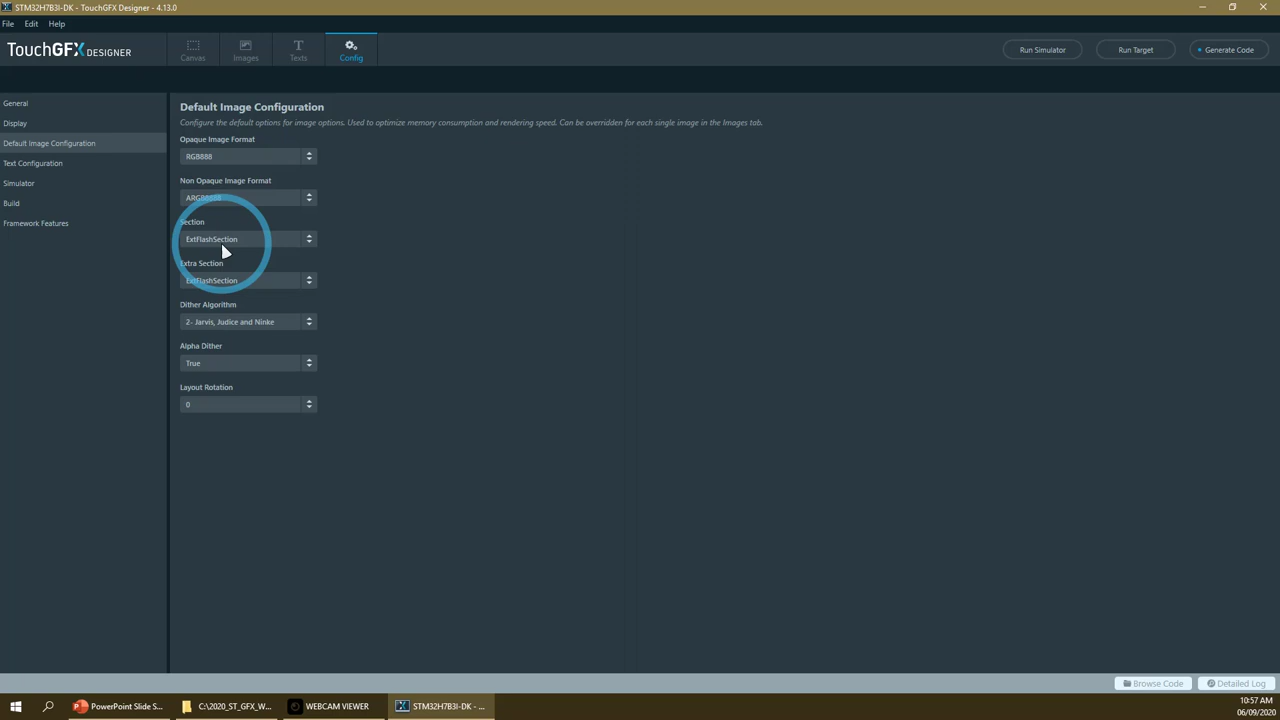 STM32H7B3I-DK - TouchGFX Designer - 4.13.0
File Edit Help
TouchGFX DESIGNER
Canvas Images Texts Config
Run Simulator Run Target Generate Code
General
Display
Default Image Configuration
Text Configuration
Simulator
Build
Framework Features
Default Image Configuration
Configure the default options for image options. Used to optimize memory consumption and rendering speed. Can be overridden for each single image in the Images tab.
Opaque Image Format
RGB888
Non Opaque Image Format
ARGB8888
Section
ExtFlashSection
Extra Section
ExtFlashSection
Dither Algorithm
2- Jarvis, Judice and Ninke
Alpha Dither
True
Layout Rotation
0
Browse Code Detailed Log
PowerPoint Slide S... C:\2020_ST_GFX_W... WEBCAM VIEWER STM32H7B3I-DK - ...
10:57 AM
06/09/2020